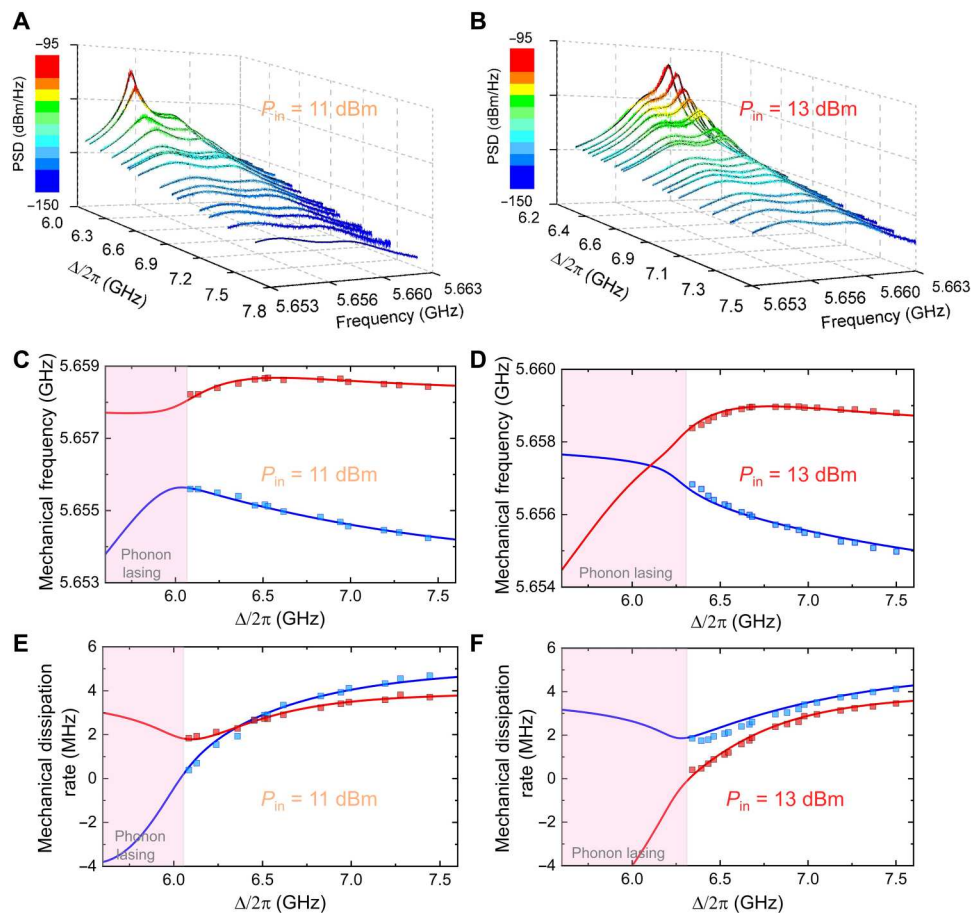 A
−95
PSD (dBm/Hz)
−150
P_in = 11 dBm
6.0
6.3
6.6
6.9
7.2
7.5
7.8
Δ/2π (GHz)
5.653
5.656
5.660
5.663
Frequency (GHz)
B
−95
PSD (dBm/Hz)
−150
P_in = 13 dBm
6.2
6.4
6.6
6.9
7.1
7.3
7.5
Δ/2π (GHz)
5.653
5.656
5.660
5.663
Frequency (GHz)
C
Mechanical frequency (GHz)
5.659
5.658
5.655
5.653
P_in = 11 dBm
Phonon
lasing
6.0 6.5 7.0 7.5
Δ/2π (GHz)
D
Mechanical frequency (GHz)
5.660
5.658
5.656
5.654
P_in = 13 dBm
Phonon lasing
6.0 6.5 7.0 7.5
Δ/2π (GHz)
E
Mechanical dissipation
rate (MHz)
6
4
2
0
−2
−4
P_in = 11 dBm
Phonon
lasing
6.0 6.5 7.0 7.5
Δ/2π (GHz)
F
Mechanical dissipation
rate (MHz)
6
4
2
0
−2
−4
P_in = 13 dBm
Phonon lasing
6.0 6.5 7.0 7.5
Δ/2π (GHz)